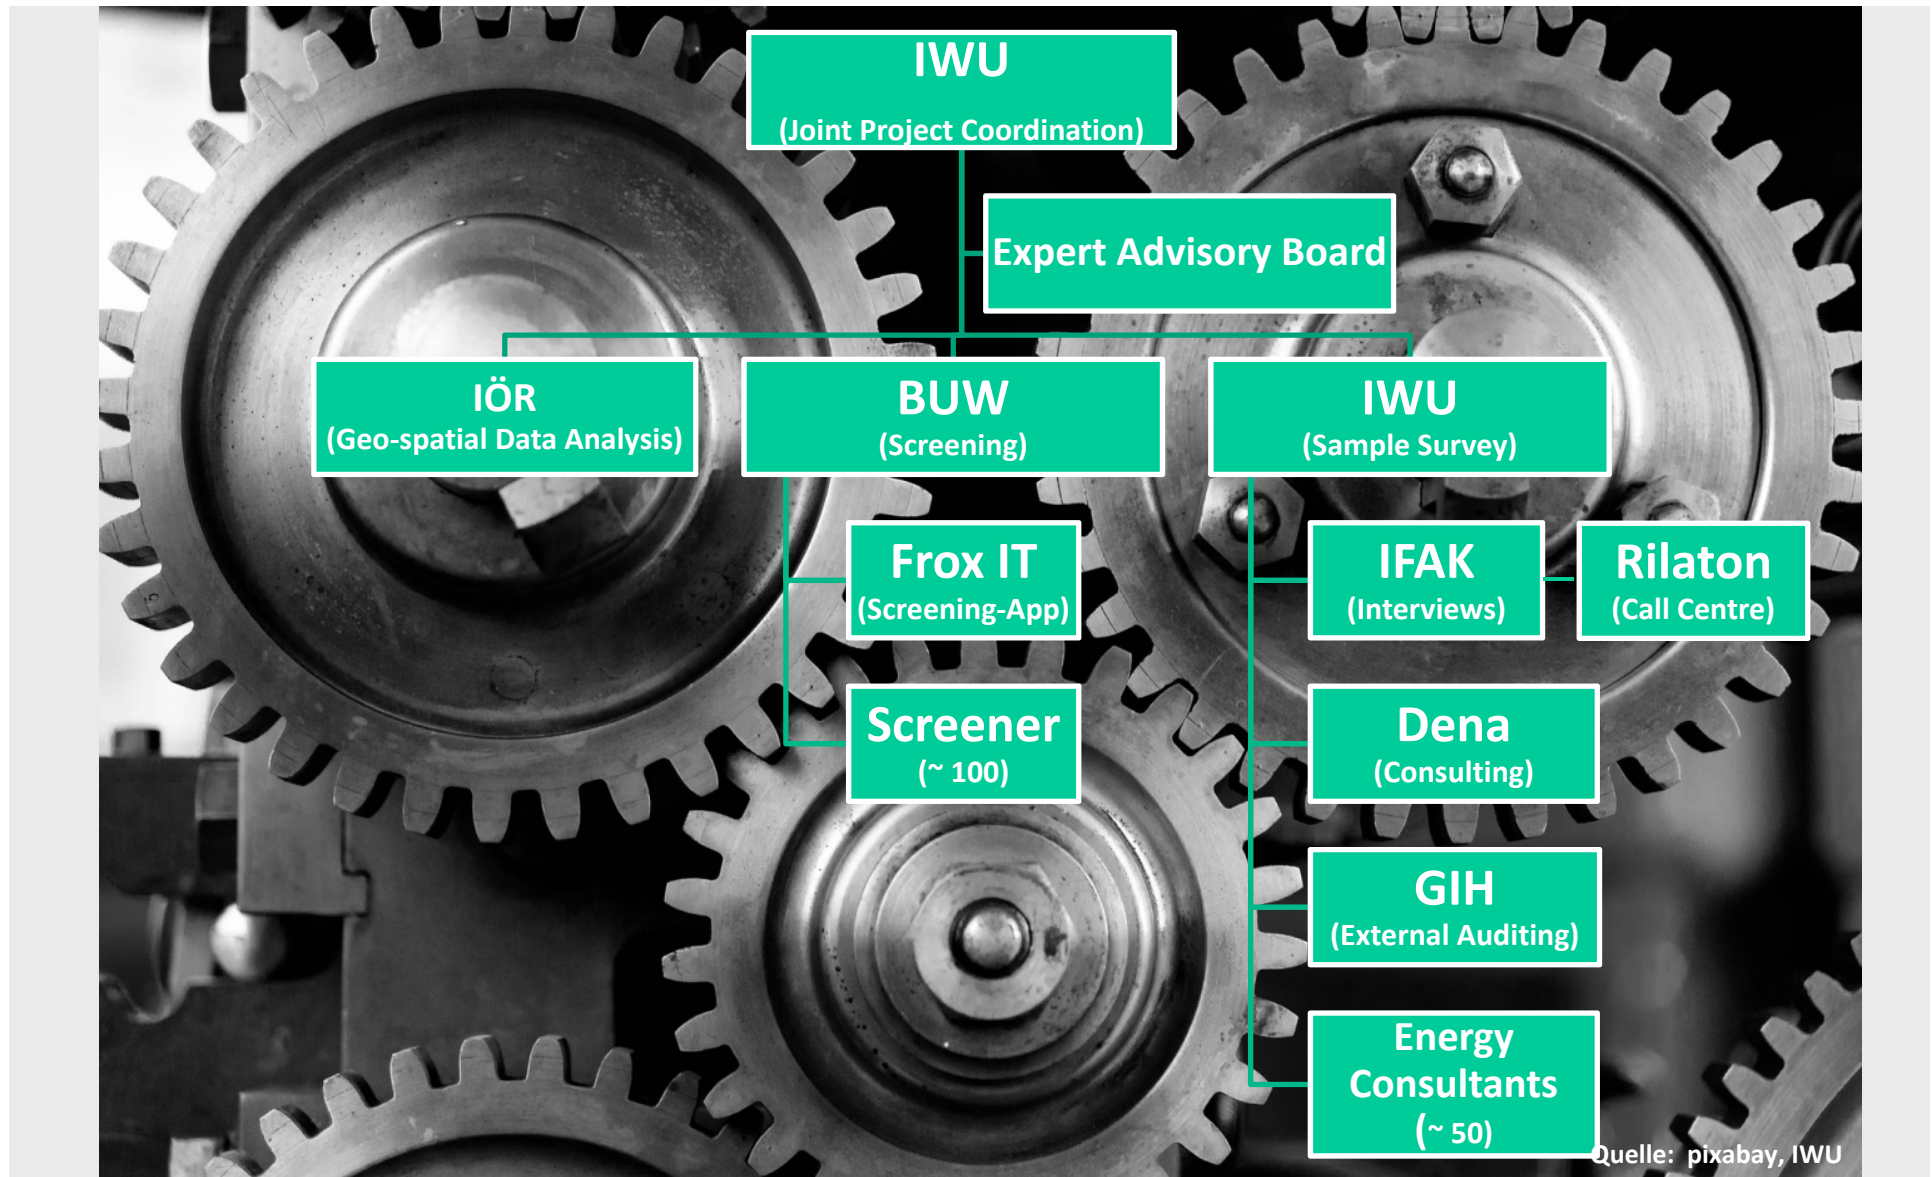 IWU
(Joint Project Coordination)
Expert Advisory Board
IÖR
(Geo-spatial Data Analysis)
BUW
(Screening)
IWU
(Sample Survey)
Frox IT
(Screening-App)
IFAK
(Interviews)
Rilaton
(Call Centre)
Screener
(~ 100)
Dena
(Consulting)
GIH
(External Auditing)
Energy
Consultants
(~ 50)
Quelle: pixabay, IWU